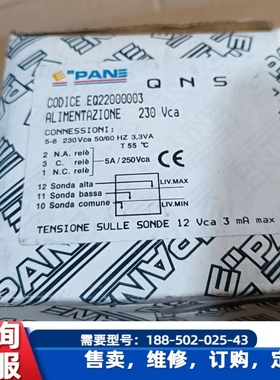 E"PANE QNS
CODICE EQ22000003
ALIMENTAZIONE 230 Vca
CONNESSIONI:
5-8 230Vca 50/60 HZ 3,3VA
T 55 °C
2 N.A. relè
3 C. relè 5A/250Vca CE
1 N.C. relè
12 Sonda alta LIV.MAX
11 Sonda bassa
10 Sonda comune LIV.MIN
TENSIONE SULLE SONDE 12 Vca 3 mA max
需要型号：188-502-025-43
售卖，维修，订购，定